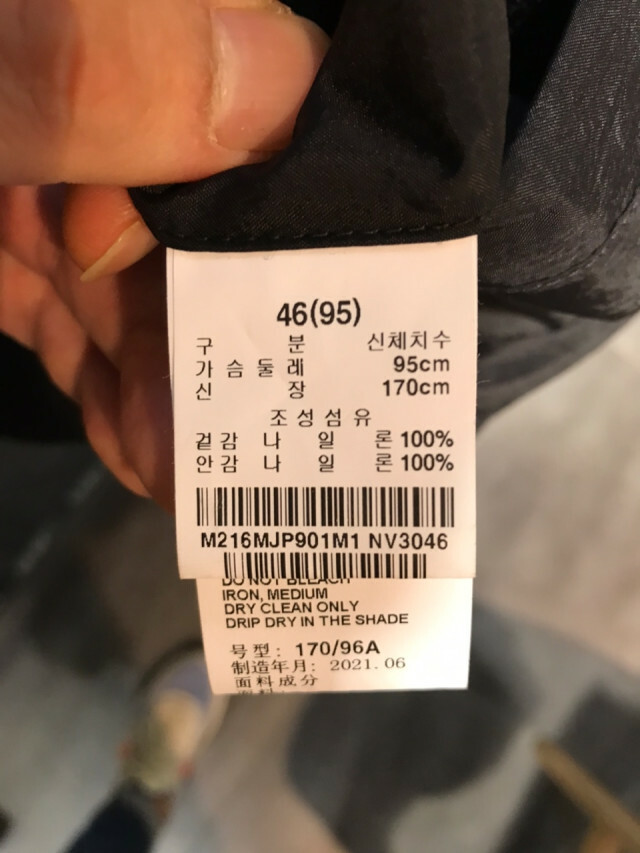 46(95)
구 분 신체치수
가슴둘레 95cm
신 장 170cm
조성섬유
겉감 나 일 론 100%
안감 나 일 론 100%
M216MJP901M1 NV3046
DO NOT BLEACH
IRON, MEDIUM
DRY CLEAN ONLY
DRIP DRY IN THE SHADE
号型: 170/96A
制造年月: 2021.06
面料成分